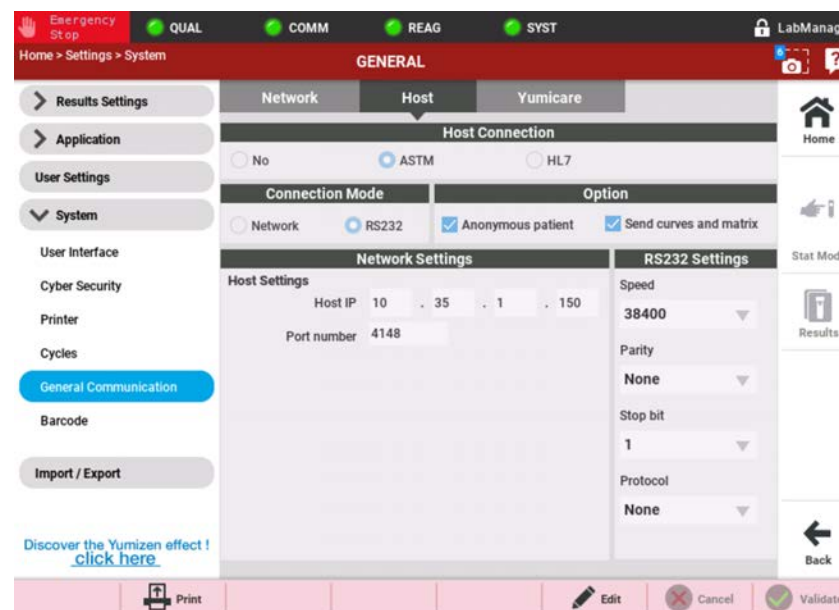 Emergency
Stop
QUAL
COMM
REAG
SYST
LabManag
Home > Settings > System
GENERAL
6
?
Results Settings
Application
User Settings
System
User Interface
Cyber Security
Printer
Cycles
General Communication
Barcode
Import / Export
Discover the Yumizen effect !
click here
Network
Host
Yumicare
Host Connection
No
ASTM
HL7
Connection Mode
Option
Network
RS232
Anonymous patient
Send curves and matrix
Network Settings
RS232 Settings
Host Settings
Host IP 10 . 35 . 1 . 150
Port number 4148
Speed
38400
Parity
None
Stop bit
1
Protocol
None
Home
Stat Mod
Results
Back
Print
Edit
Cancel
Validat